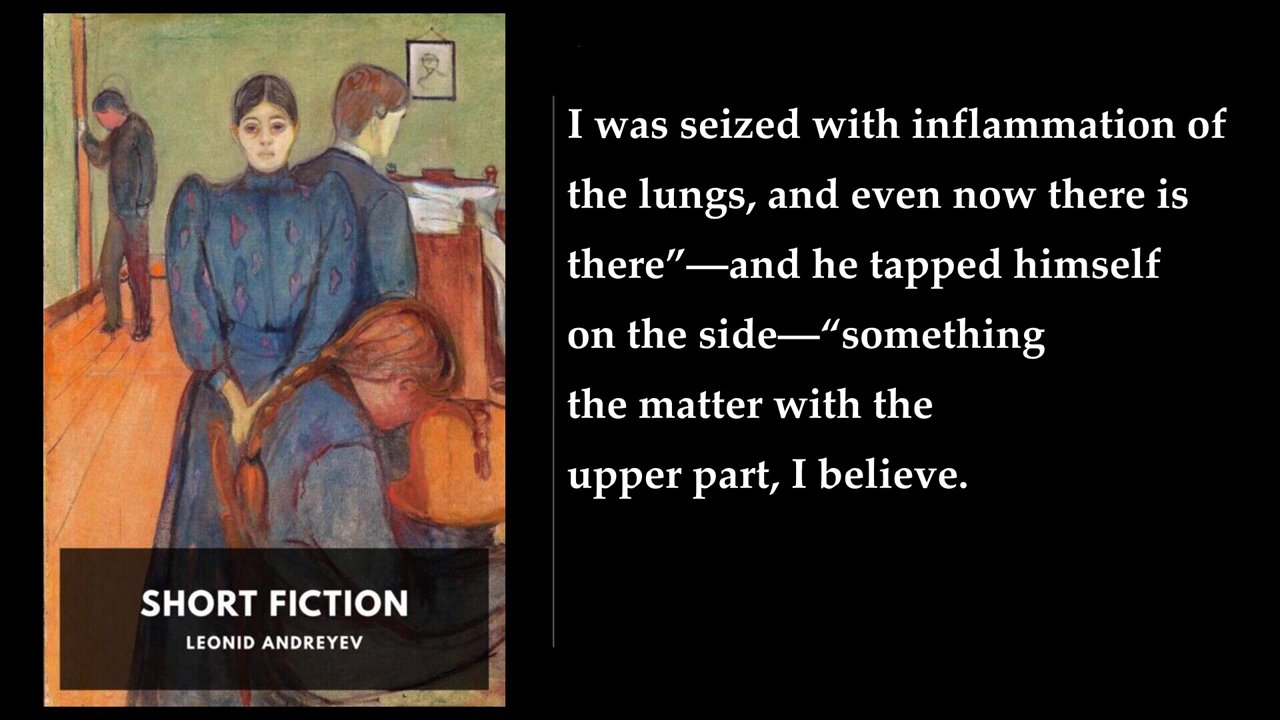 I was seized with inflammation of
the lungs, and even now there is
there”—and he tapped himself
on the side—“something
the matter with the
upper part, I believe.
SHORT FICTION
LEONID ANDREYEV